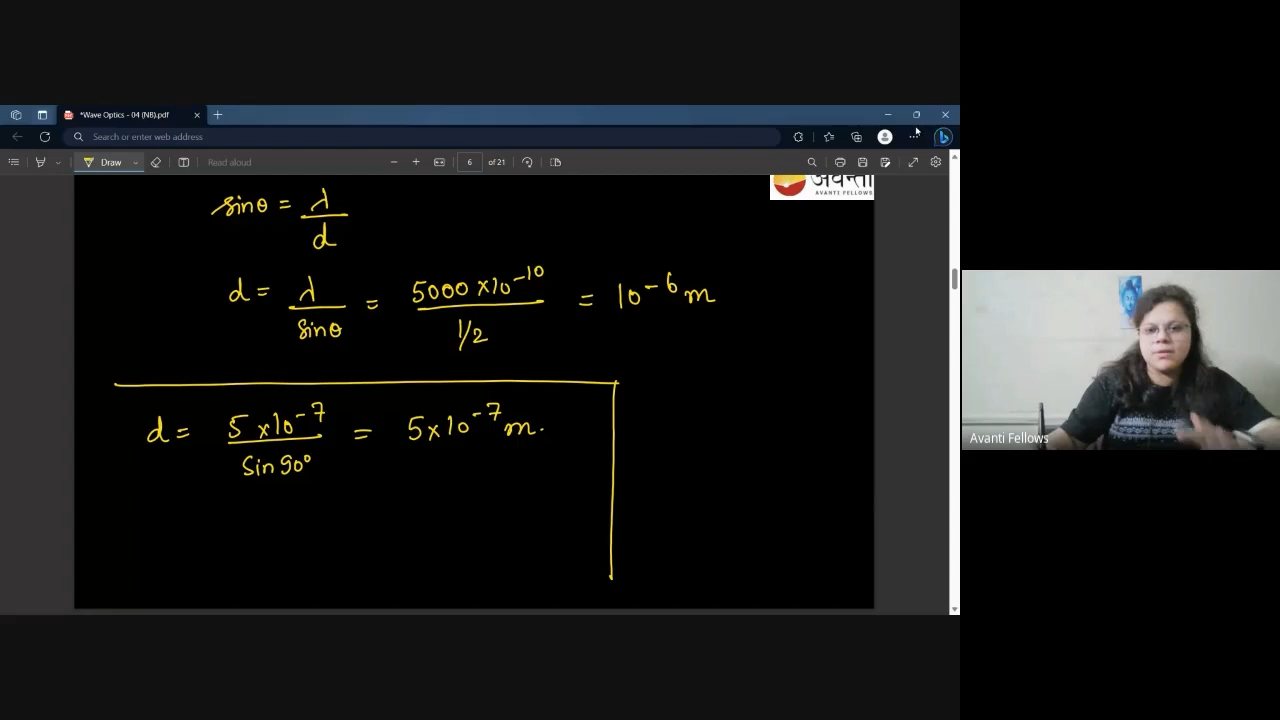 *Wave Optics - 04 (NB).pdf
Search or enter web address
Draw
Read aloud
6 of 21
अवन्ती
AVANTI FELLOWS
sinθ = λ/d
d = λ/sinθ = 5000 × 10⁻¹⁰ / 1/2 = 10⁻⁶ m
d = 5 × 10⁻⁷ / sin 90° = 5 × 10⁻⁷ m.
Avanti Fellows